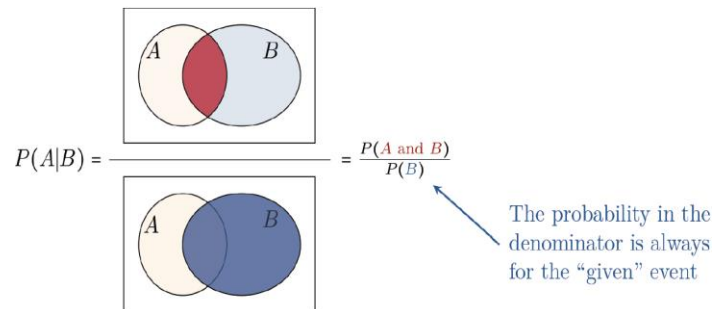 A B
P(A|B) = = P(A and B) / P(B)
A B
The probability in the
denominator is always
for the “given” event